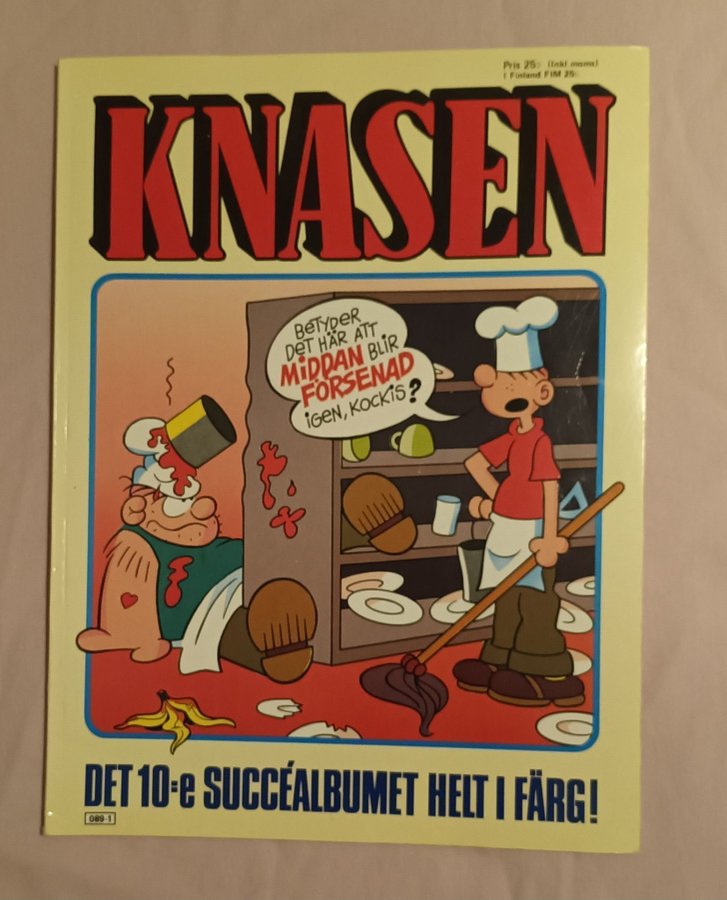 Pris 25:- (Inkl moms)
I Finland FIM 25:-
KNASEN
BETYDER
DET HÄR ATT
MIDDAN BLIR
FÖRSENAD
IGEN, KOCKIS?
DET 10:e SUCCÉALBUMET HELT I FÄRG!
089-1